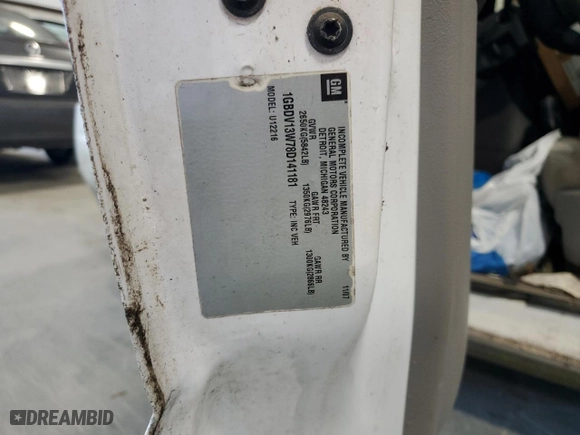 GM
INCOMPLETE VEHICLE MANUFACTURED BY
GENERAL MOTORS CORPORATION
DETROIT, MICHIGAN 48243
11/07
GVWR GAWR FRT GAWR RR
2650KG(5842LB) 1350KG(2976LB) 1300KG(2866LB)
1GBDV13W78D141181 TYPE: INC VEH
MODEL: U12216
DREAMBID